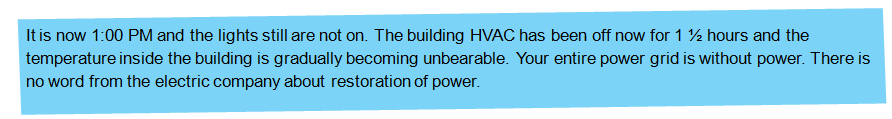 It is now 1:00 PM and the lights still are not on. The building HVAC has been off now for 1 ½ hours and the
temperature inside the building is gradually becoming unbearable. Your entire power grid is without power. There is
no word from the electric company about restoration of power.